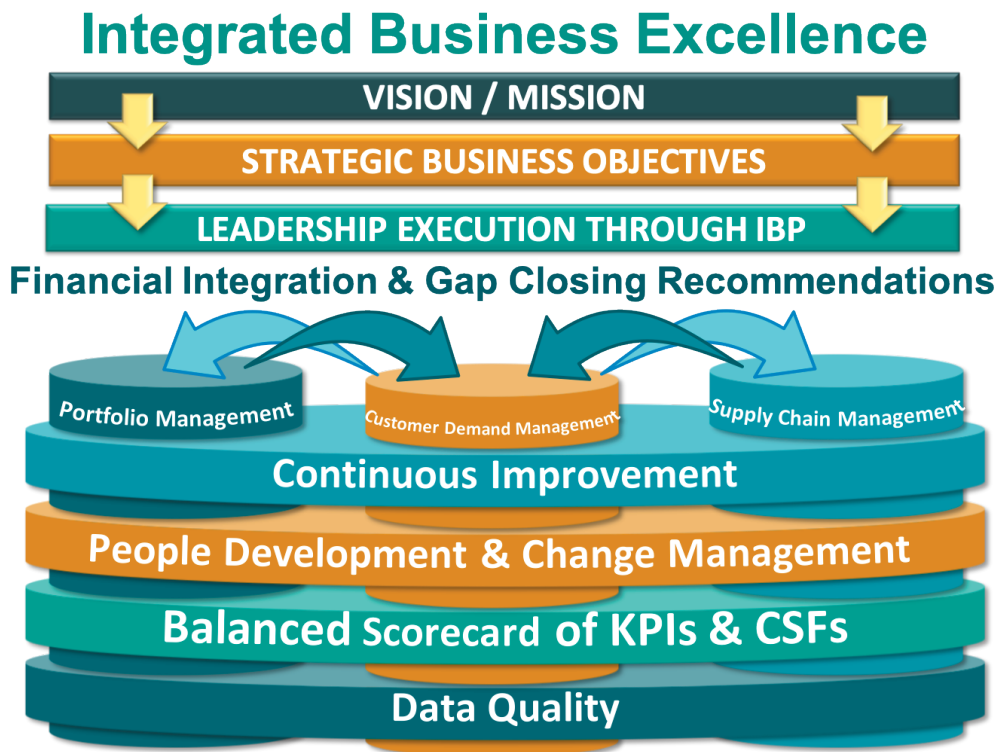 Integrated Business Excellence
VISION / MISSION
STRATEGIC BUSINESS OBJECTIVES
LEADERSHIP EXECUTION THROUGH IBP
Financial Integration & Gap Closing Recommendations
Portfolio Management
Customer Demand Management
Supply Chain Management
Continuous Improvement
People Development & Change Management
Balanced Scorecard of KPIs & CSFs
Data Quality